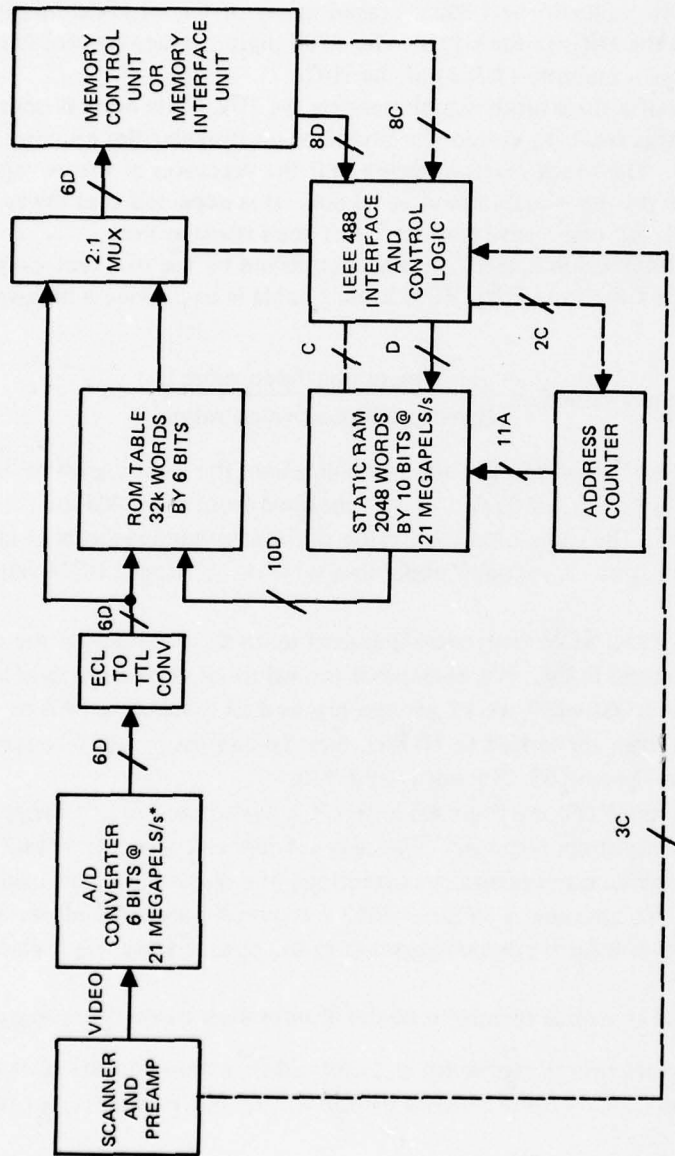 SCANNER
AND
PREAMP
VIDEO
A/D
CONVERTER
6 BITS @
21 MEGAPELS/s
6D
ECL
TO
TTL
CONV.
6D
ROM TABLE
32k WORDS
BY 6 BITS
2:1
MUX
6D
MEMORY
CONTROL
UNIT
OR
MEMORY
INTERFACE
UNIT
10D
STATIC RAM
2048 WORDS
BY 10 BITS @
21 MEGAPELS/s
C
D
IEEE 488
INTERFACE
AND
CONTROL
LOGIC
8D
8C
11A
2C
ADDRESS
COUNTER
3C